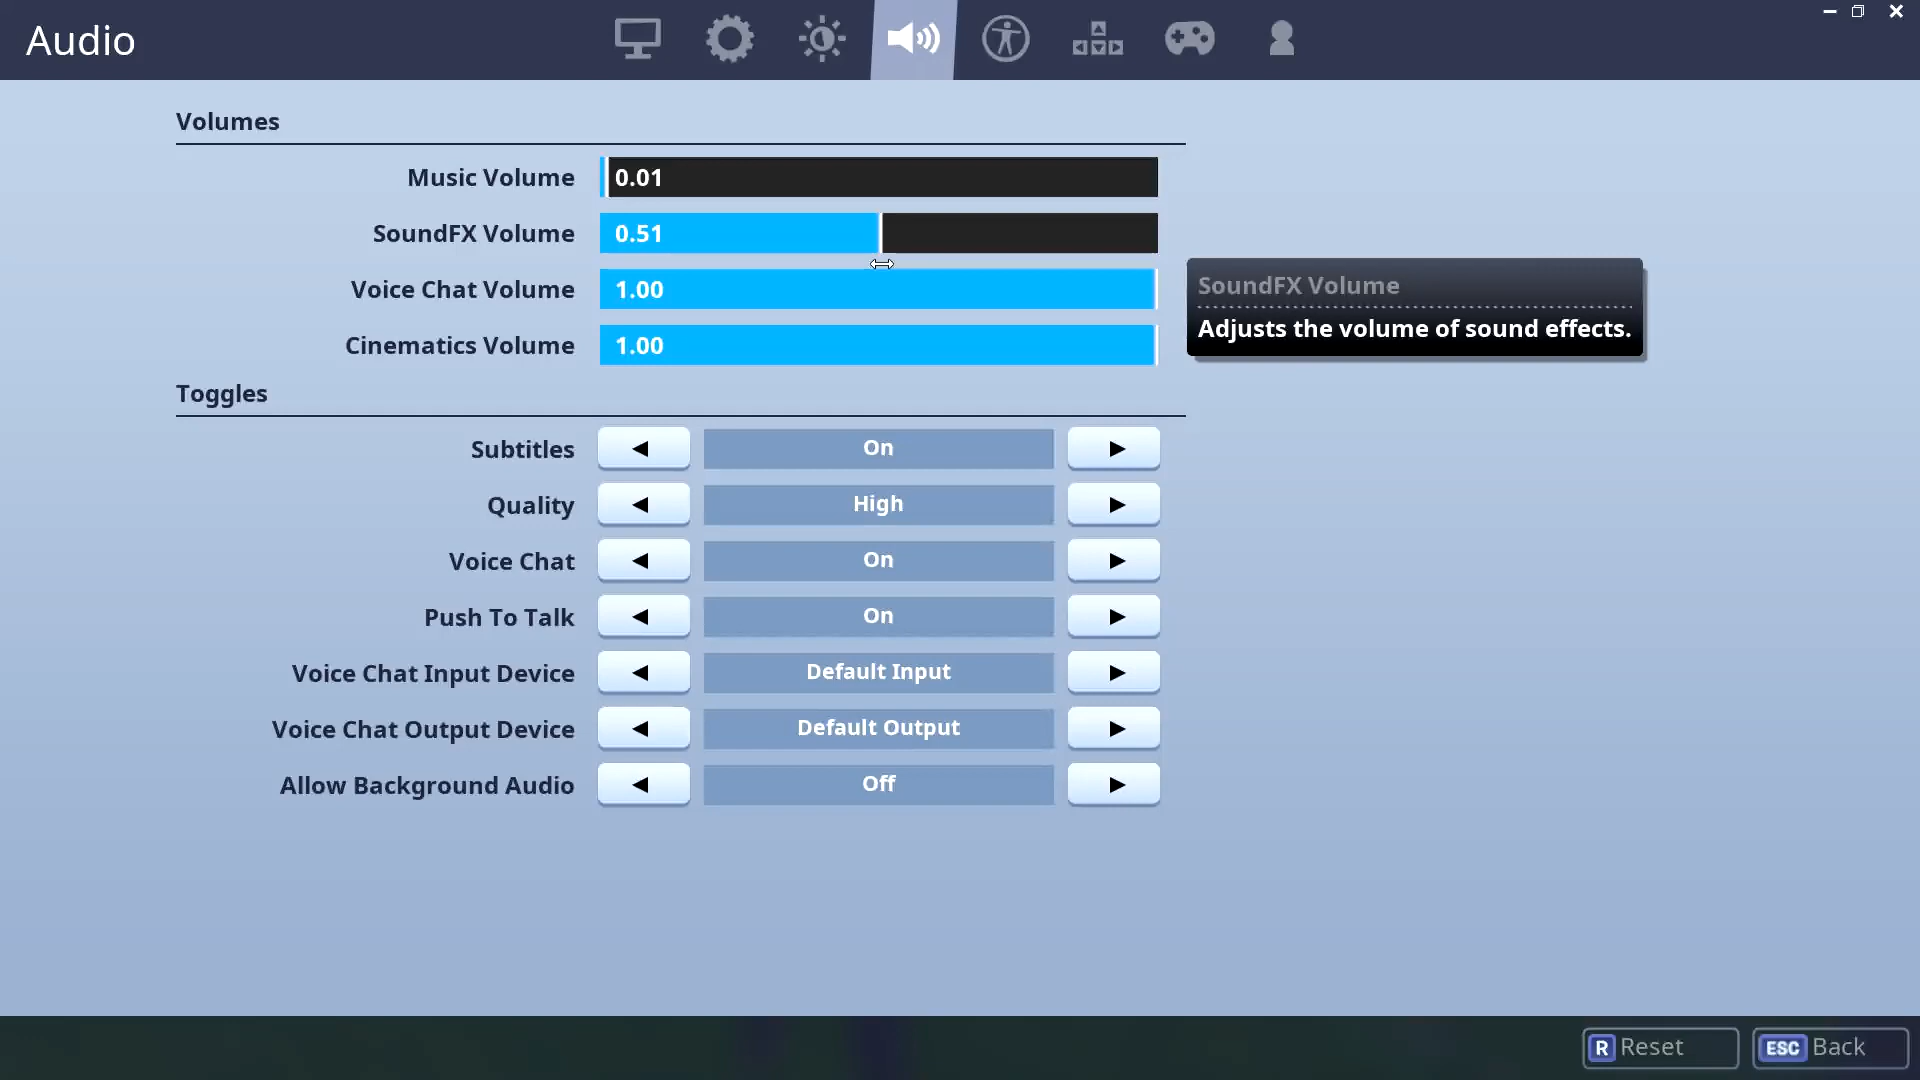 Audio
Volumes
Music Volume 0.01
SoundFX Volume 0.51
Voice Chat Volume 1.00
Cinematics Volume 1.00
SoundFX Volume
Adjusts the volume of sound effects.
Toggles
Subtitles On
Quality High
Voice Chat On
Push To Talk On
Voice Chat Input Device Default Input
Voice Chat Output Device Default Output
Allow Background Audio Off
R Reset ESC Back